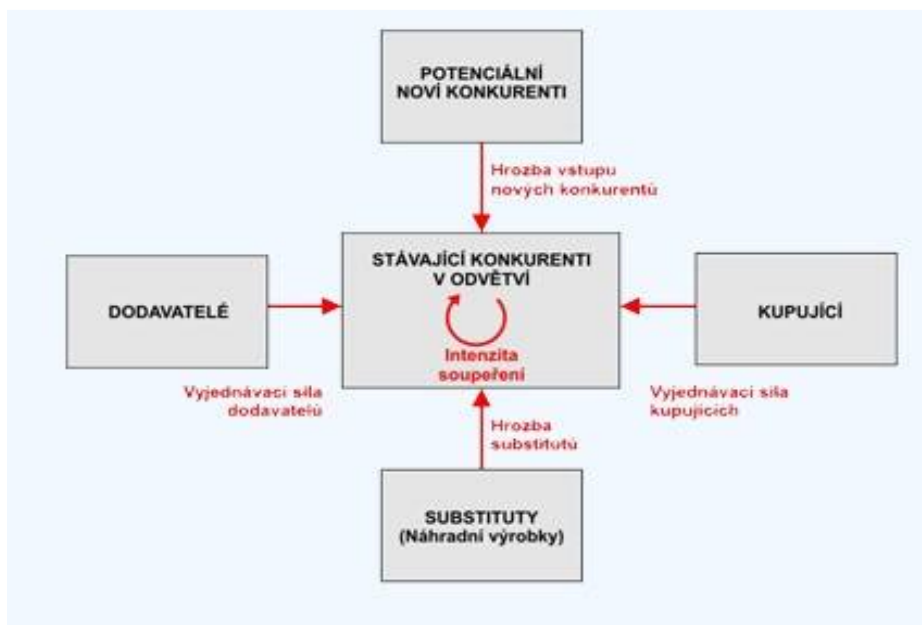 POTENCIÁLNÍ
NOVÍ KONKURENTI
Hrozba vstupu
nových konkurentů
STÁVAJÍCÍ KONKURENTI
V ODVĚTVÍ
DODAVATELÉ
KUPUJÍCÍ
Intenzita
soupeření
Vyjednávací síla
dodavatelů
Vyjednávací síla
kupujících
Hrozba
substitutů
SUBSTITUTY
(Náhradní výrobky)